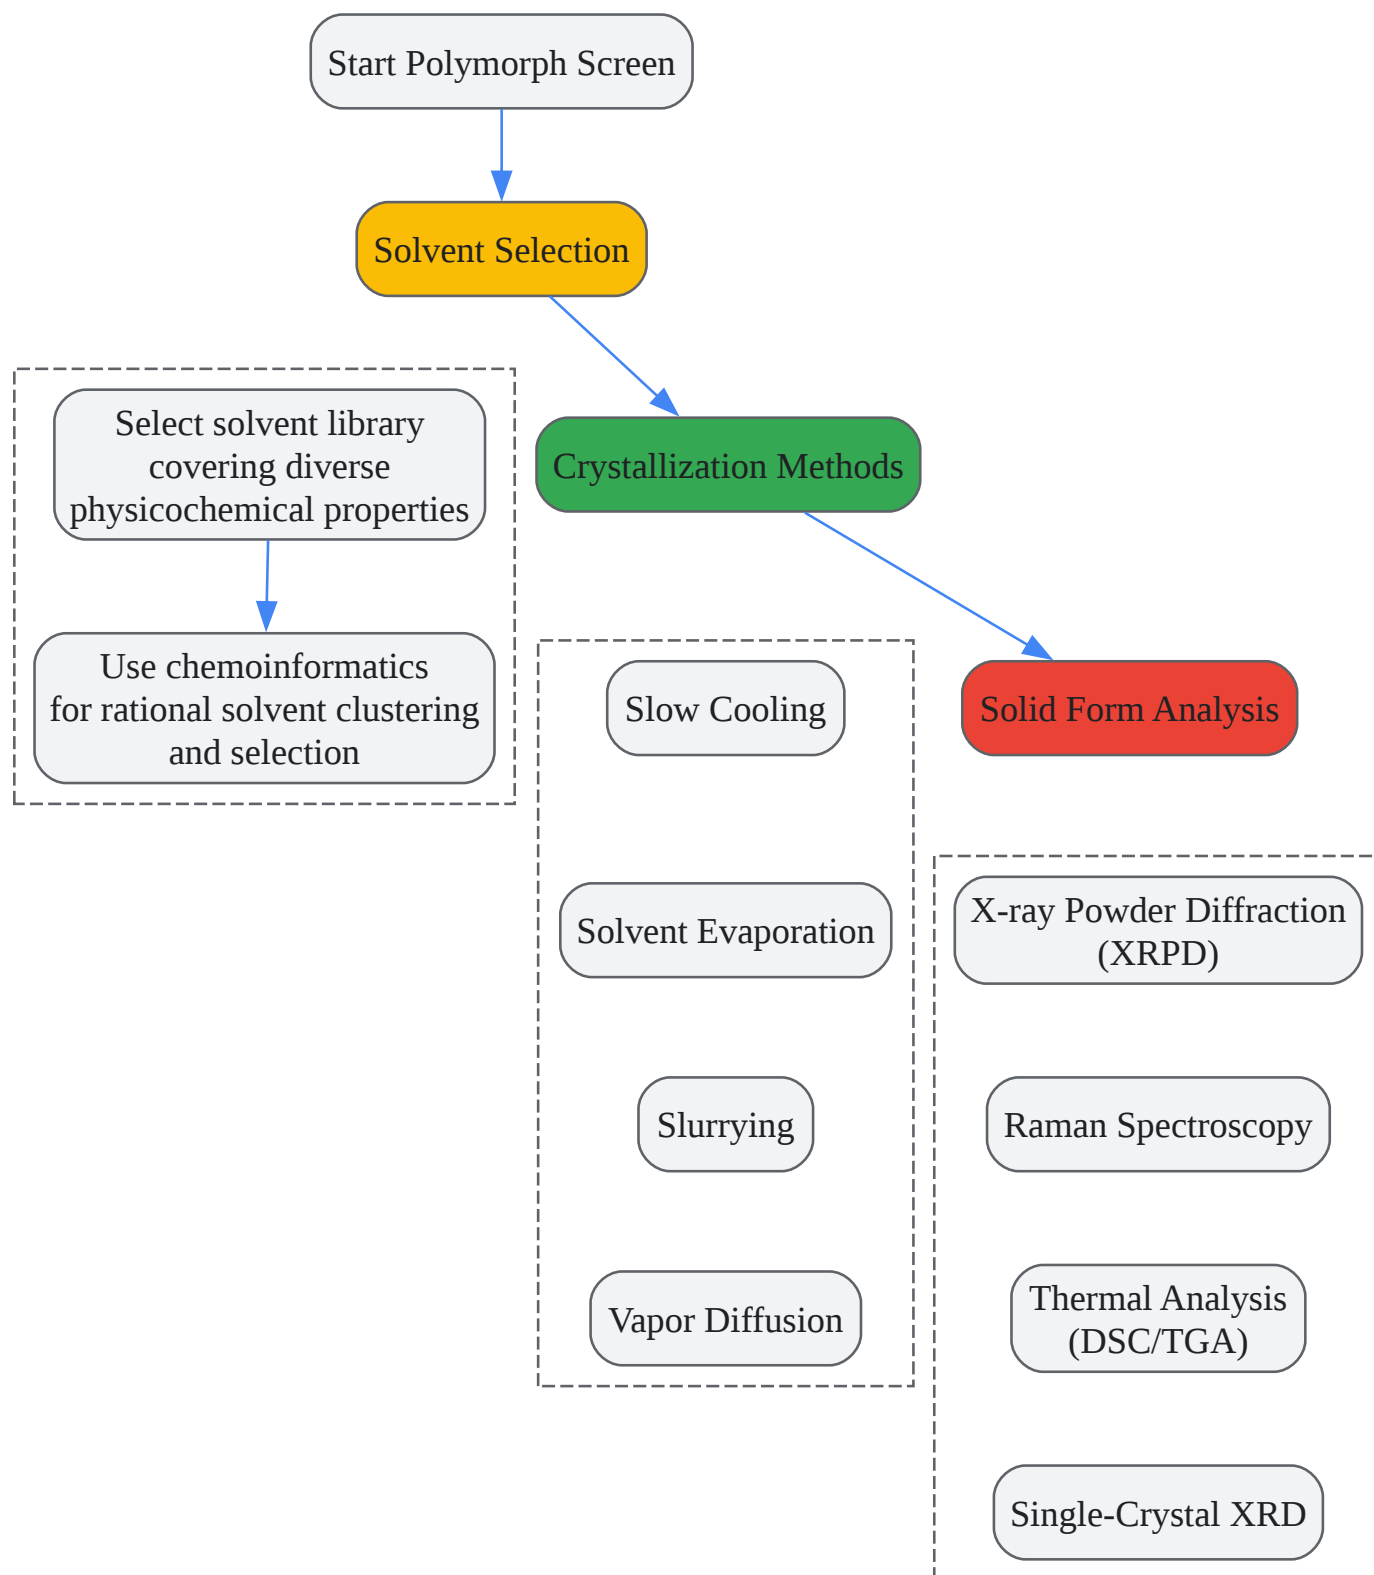 Start Polymorph Screen
Solvent Selection
Select solvent library
covering diverse
physicochemical properties
Use chemoinformatics
for rational solvent clustering
and selection
Crystallization Methods
Slow Cooling
Solvent Evaporation
Slurrying
Vapor Diffusion
Solid Form Analysis
X-ray Powder Diffraction
(XRPD)
Raman Spectroscopy
Thermal Analysis
(DSC/TGA)
Single-Crystal XRD